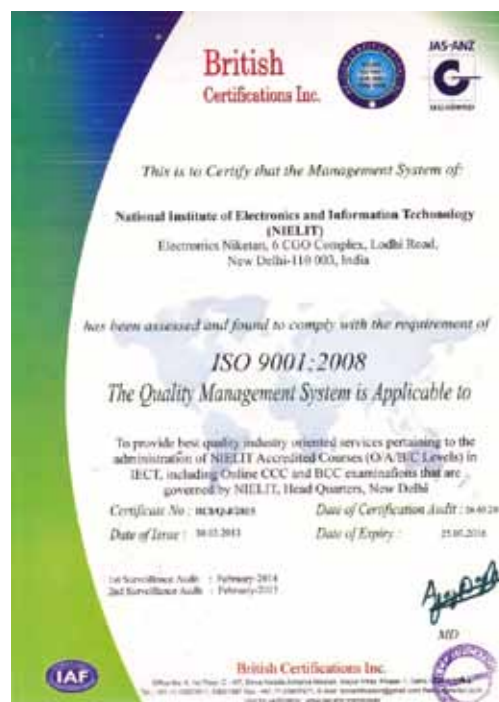 British
Certifications Inc.
JAS-ANZ
This is to Certify that the Management System of:
National Institute of Electronics and Information Technology
(NIELIT)
Electronics Niketan, 6 CGO Complex, Lodhi Road,
New Delhi-110 003, India
has been assessed and found to comply with the requirement of
ISO 9001:2008
The Quality Management System is Applicable to
To provide best quality industry oriented services pertaining to the
administration of NIELIT Accredited Courses (O/A/B/C Levels) in
IECT, including Online CCC and BCC examinations that are
governed by NIELIT, Head Quarters, New Delhi
Certificate No :
Date of Certification Audit :
Date of Issue :
Date of Expiry :
1st Surveillance Audit : February-2014
2nd Surveillance Audit : February-2015
MD
IAF
British Certifications Inc.